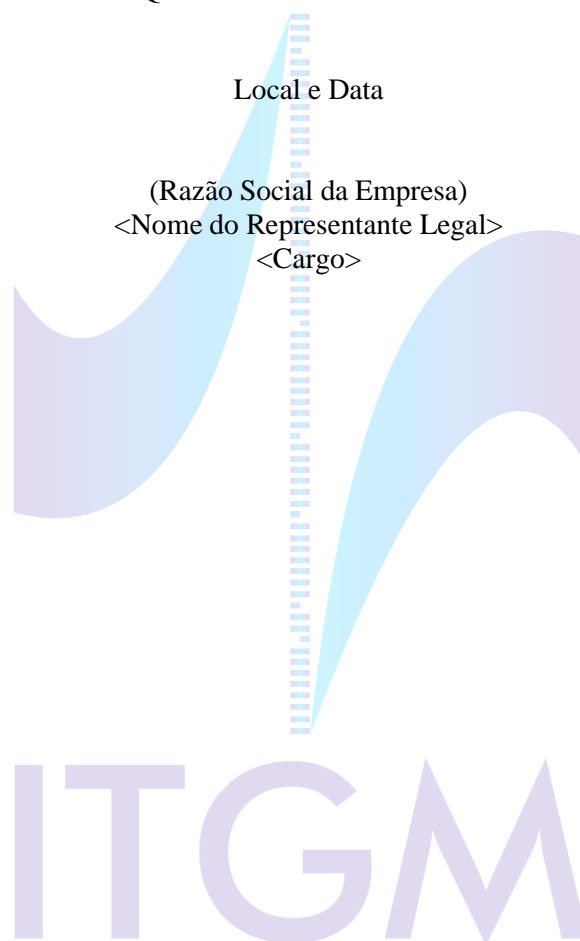 Local e Data
(Razão Social da Empresa)
<Nome do Representante Legal>
<Cargo>
ITGM